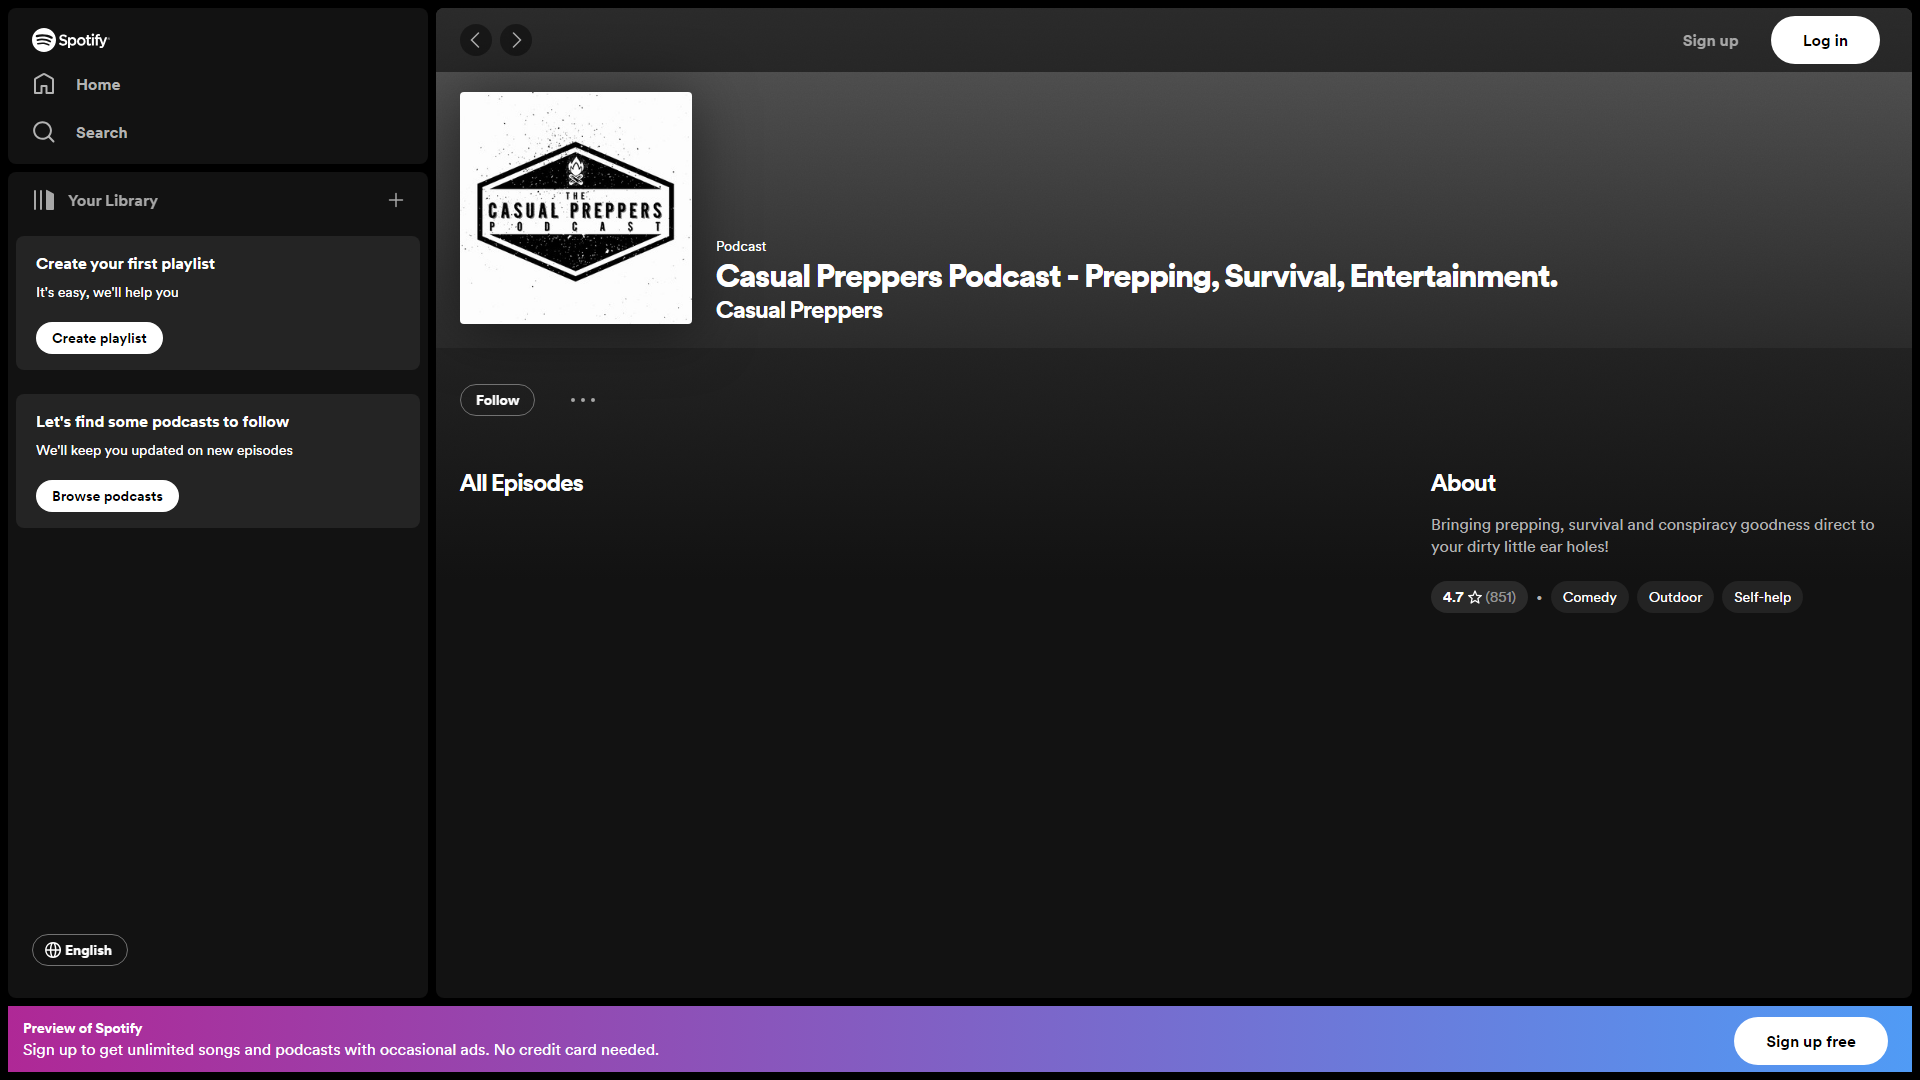 Spotify
Home
Search
Your Library
Create your first playlist
It's easy, we'll help you
Create playlist
Let's find some podcasts to follow
We'll keep you updated on new episodes
Browse podcasts
English
Sign up
Log in
THE
CASUAL PREPPERS
PODCAST
Podcast
Casual Preppers Podcast - Prepping, Survival, Entertainment.
Casual Preppers
Follow
All Episodes
About
Bringing prepping, survival and conspiracy goodness direct to
your dirty little ear holes!
4.7 (851) • Comedy Outdoor Self-help
Preview of Spotify
Sign up to get unlimited songs and podcasts with occasional ads. No credit card needed.
Sign up free